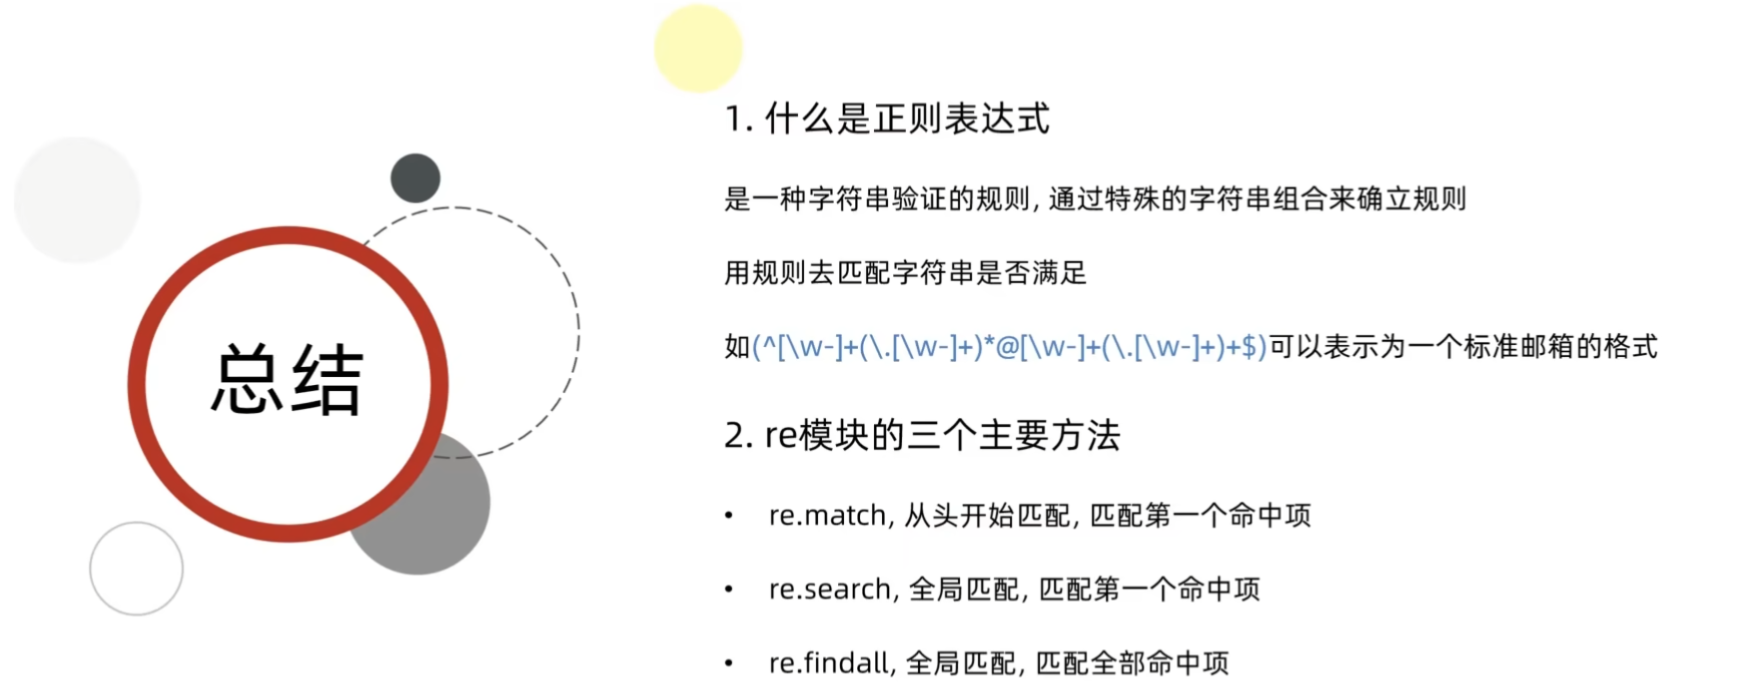 总结
1. 什么是正则表达式
是一种字符串验证的规则, 通过特殊的字符串组合来确立规则
用规则去匹配字符串是否满足
如(^[\w-]+(\.[\w-]+)*@[\w-]+(\.[\w-]+)+$)可以表示为一个标准邮箱的格式
2. re模块的三个主要方法
• re.match, 从头开始匹配, 匹配第一个命中项
• re.search, 全局匹配, 匹配第一个命中项
• re.findall, 全局匹配, 匹配全部命中项